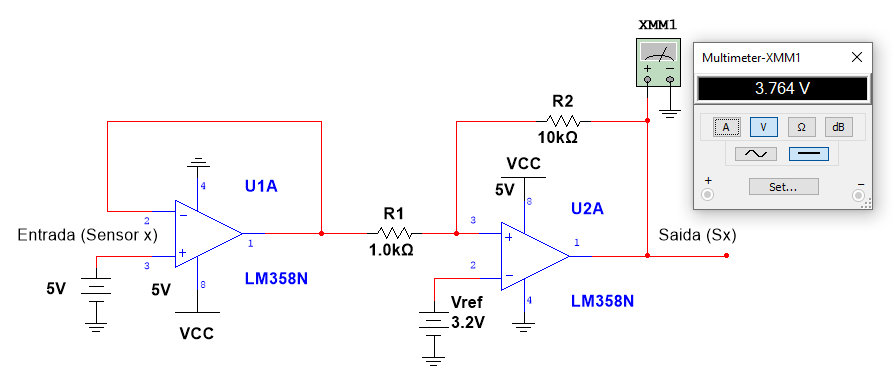 XMM1
Multimeter-XMM1
3.764 V
A
V
Ω
dB
+
−
Set...
R2
10kΩ
VCC
5V
8
U2A
4
U1A
2
Entrada (Sensor x)
1
R1
1.0kΩ
3
1
Saida (Sx)
3
5V
5V
8
LM358N
2
Vref
3.2V
4
LM358N
VCC